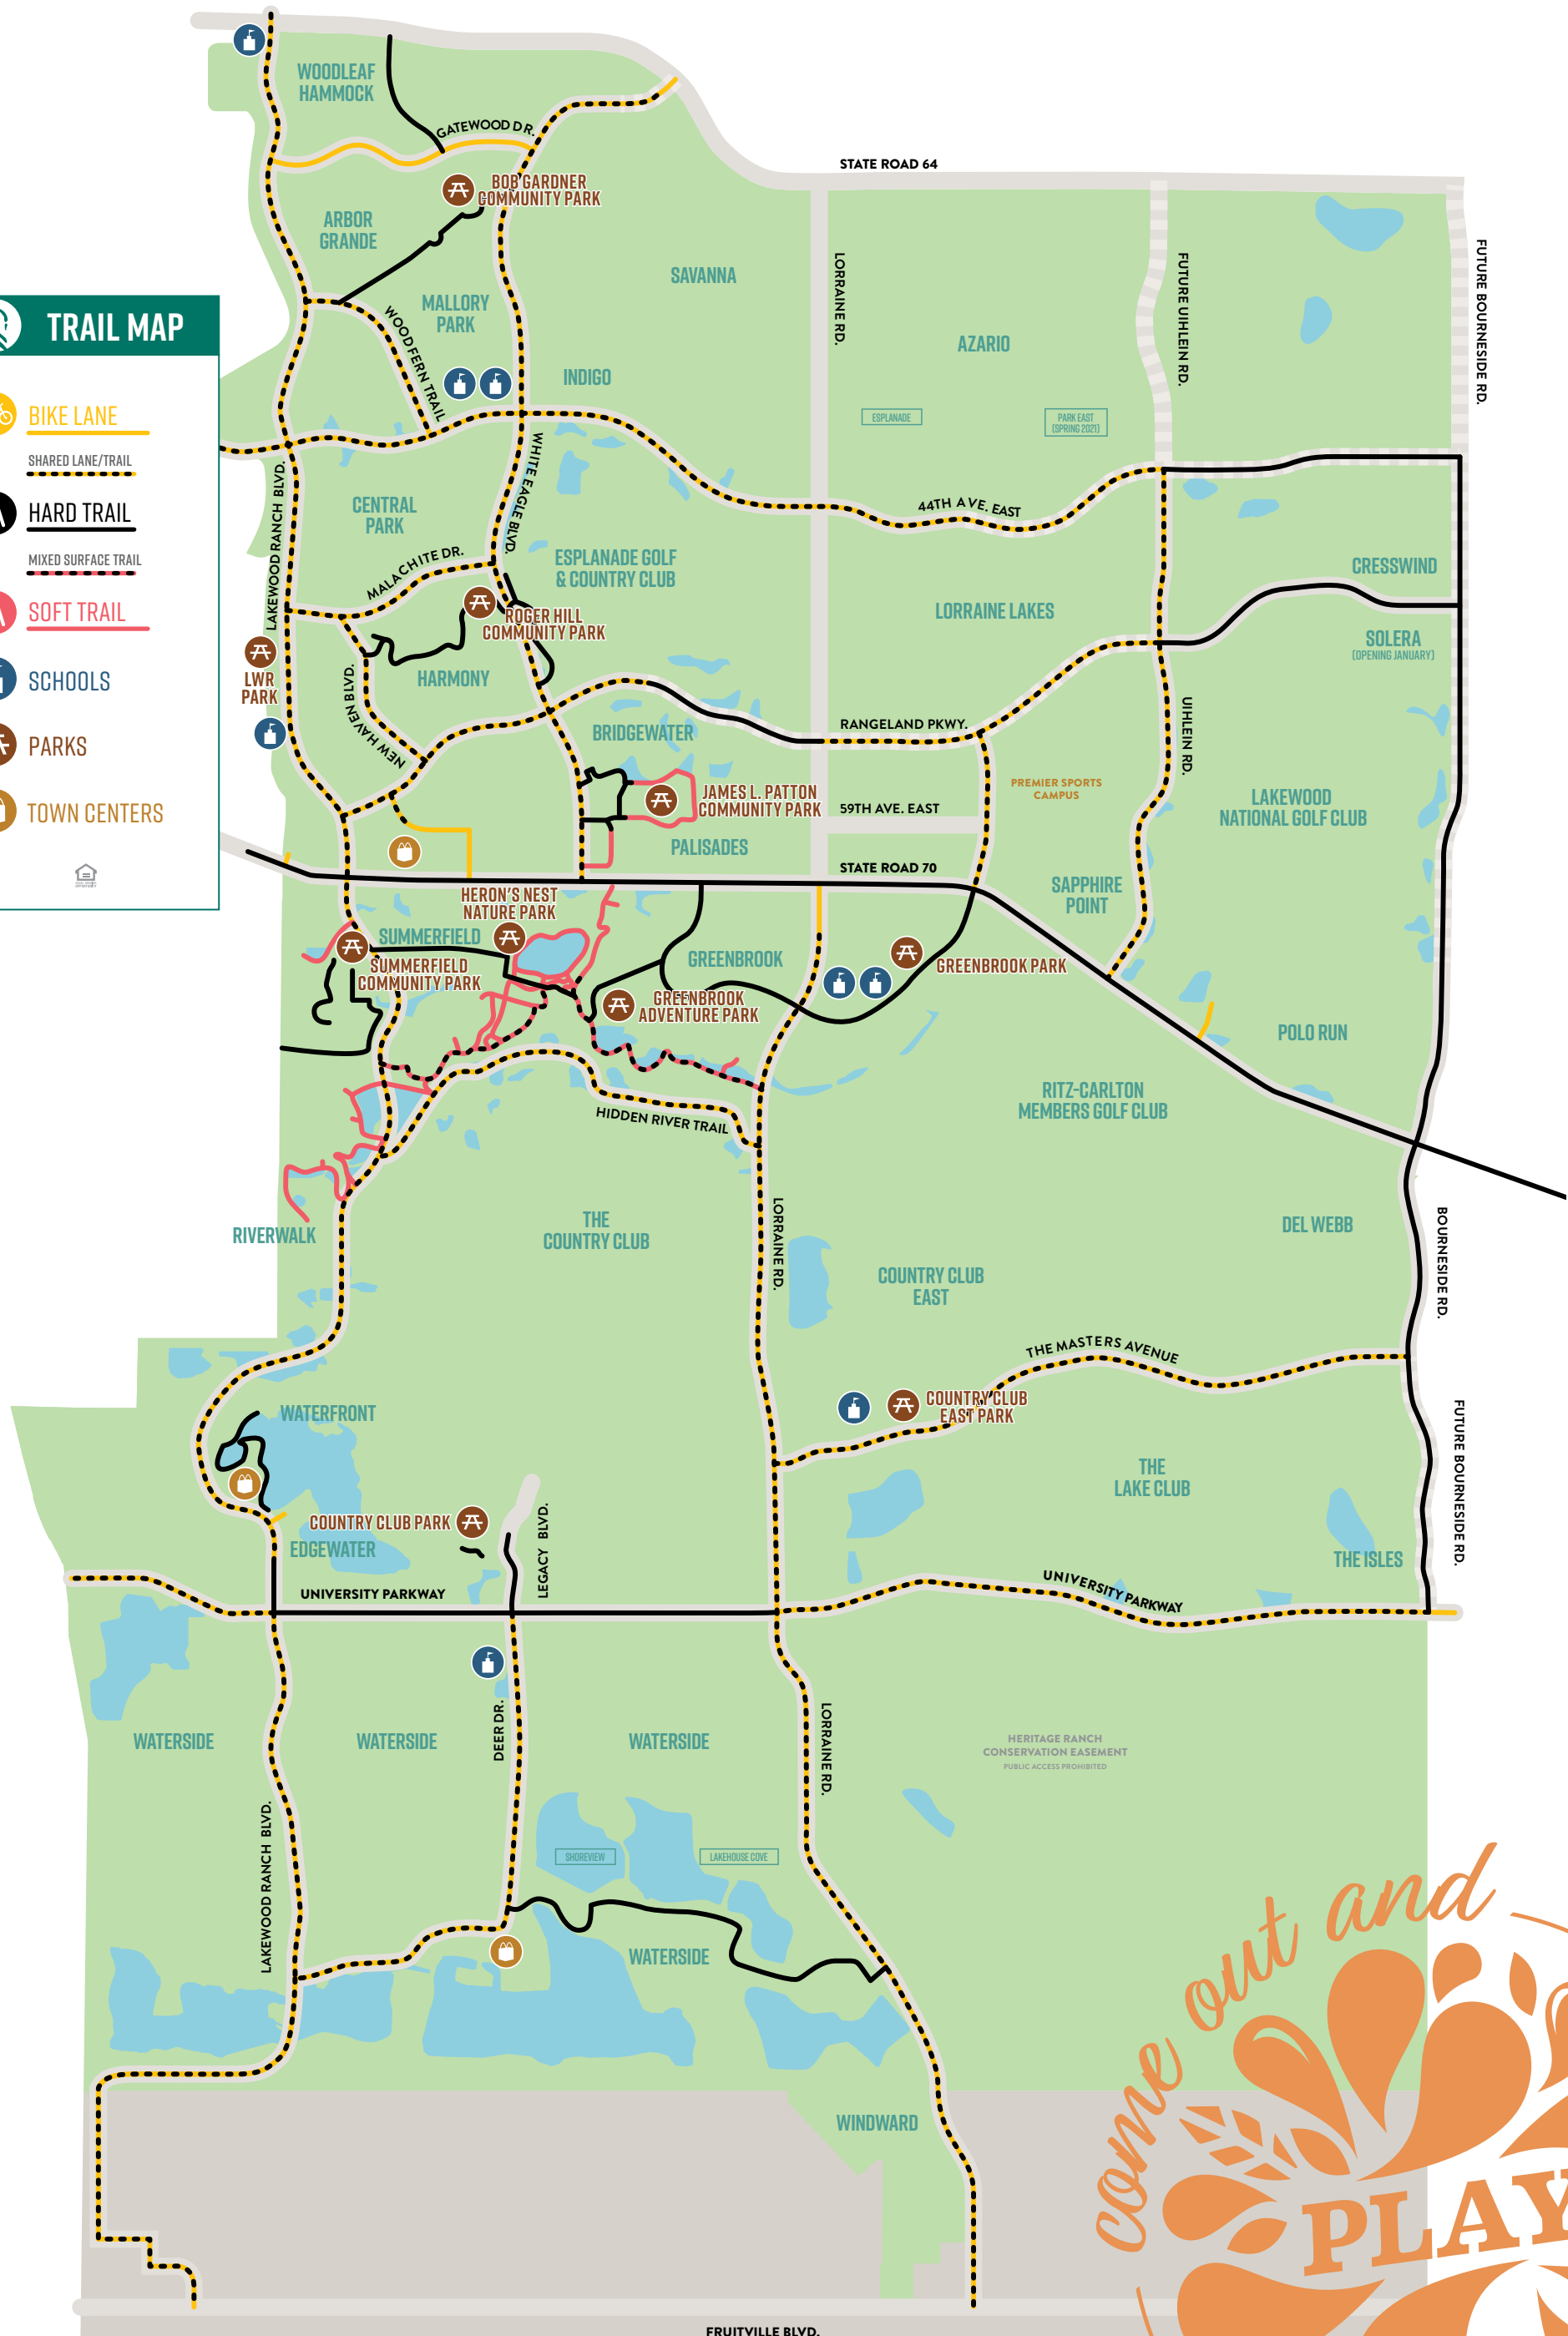 WOODLEAF
HAMMOCK
GATEWOOD DR.
STATE ROAD 64
BOB GARDNER
COMMUNITY PARK
ARBOR
GRANDE
SAVANNA
LORRAINE RD.
FUTURE UIHLEIN RD.
FUTURE BOURNESIDE RD.
MALLORY
PARK
WOODFERN TRAIL
AZARIO
INDIGO
ESPLANADE
PARK EAST
(SPRING 2021)
TRAIL MAP
BIKE LANE
SHARED LANE/TRAIL
HARD TRAIL
MIXED SURFACE TRAIL
SOFT TRAIL
SCHOOLS
PARKS
TOWN CENTERS
LAKEWOOD RANCH BLVD.
WHITE EAGLE BLVD.
CENTRAL
PARK
44TH AVE. EAST
MALACHITE DR.
ESPLANADE GOLF
& COUNTRY CLUB
CRESSWIND
LORRAINE LAKES
ROGER HILL
COMMUNITY PARK
SOLERA
(OPENING JANUARY)
LWR
PARK
HARMONY
NEW HAVEN BLVD.
BRIDGEWATER
RANGELAND PKWY.
UIHLEIN RD.
PREMIER SPORTS
CAMPUS
JAMES L. PATTON
COMMUNITY PARK
59TH AVE. EAST
LAKEWOOD
NATIONAL GOLF CLUB
PALISADES
STATE ROAD 70
SAPPHIRE
POINT
HERON'S NEST
NATURE PARK
SUMMERFIELD
SUMMERFIELD
COMMUNITY PARK
GREENBROOK
GREENBROOK PARK
GREENBROOK
ADVENTURE PARK
POLO RUN
RITZ-CARLTON
MEMBERS GOLF CLUB
HIDDEN RIVER TRAIL
RIVERWALK
THE
COUNTRY CLUB
LORRAINE RD.
DEL WEBB
BOURNESIDE RD.
COUNTRY CLUB
EAST
THE MASTERS AVENUE
COUNTRY CLUB
EAST PARK
WATERFRONT
FUTURE BOURNESIDE RD.
THE
LAKE CLUB
COUNTRY CLUB PARK
EDGEWATER
LEGACY BLVD.
THE ISLES
UNIVERSITY PARKWAY
UNIVERSITY PARKWAY
DEER DR.
WATERSIDE
WATERSIDE
WATERSIDE
LORRAINE RD.
HERITAGE RANCH
CONSERVATION EASEMENT
PUBLIC ACCESS PROHIBITED
LAKEWOOD RANCH BLVD.
SHOREVIEW
LAKEHOUSE COVE
WATERSIDE
WINDWARD
come out and
PLAY
FRUITVILLE BLVD.